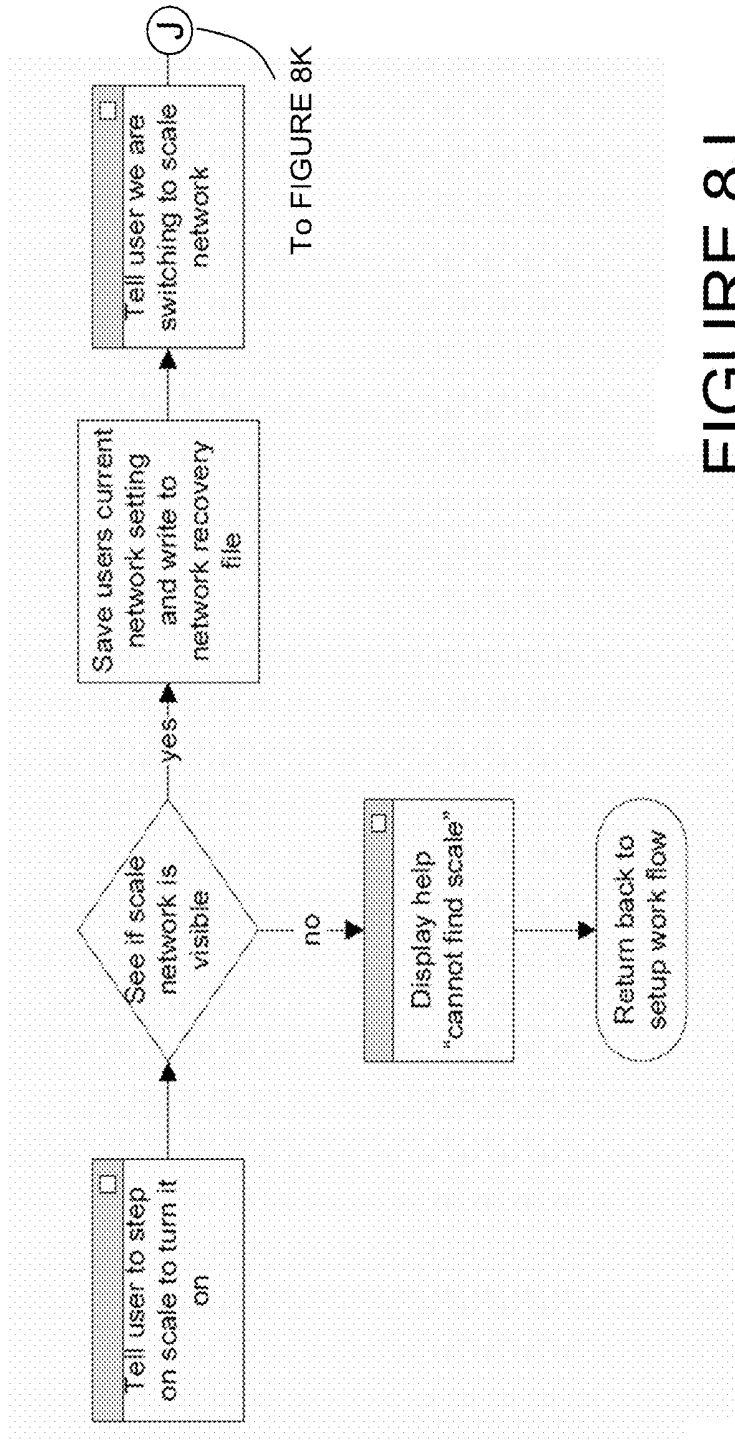 Tell user to step
on scale to turn it
on
See if scale
network is
visible
yes
no
Save users current
network setting
and write to
network recovery
file
Tell user we are
switching to scale
network
J
To FIGURE 8K
Display help
"cannot find scale"
Return back to
setup work flow
FIGURE 8J